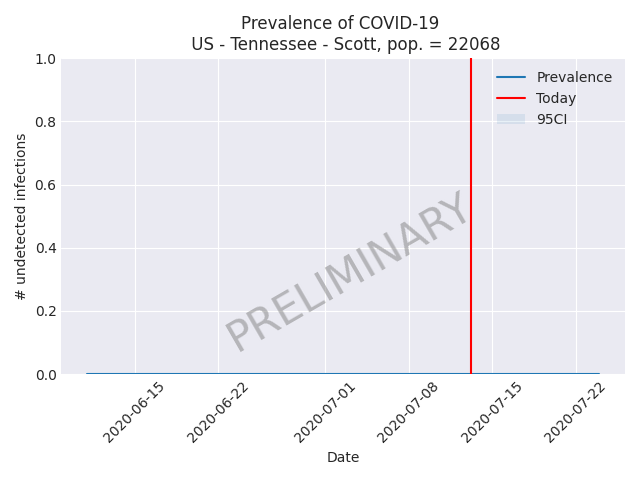 Prevalence of COVID-19
US - Tennessee - Scott, pop. = 22068
1.0
0.8
0.6
0.4
0.2
0.0
# undetected infections
Prevalence
Today
95CI
PRELIMINARY
2020-06-15
2020-06-22
2020-07-01
2020-07-08
2020-07-15
2020-07-22
Date